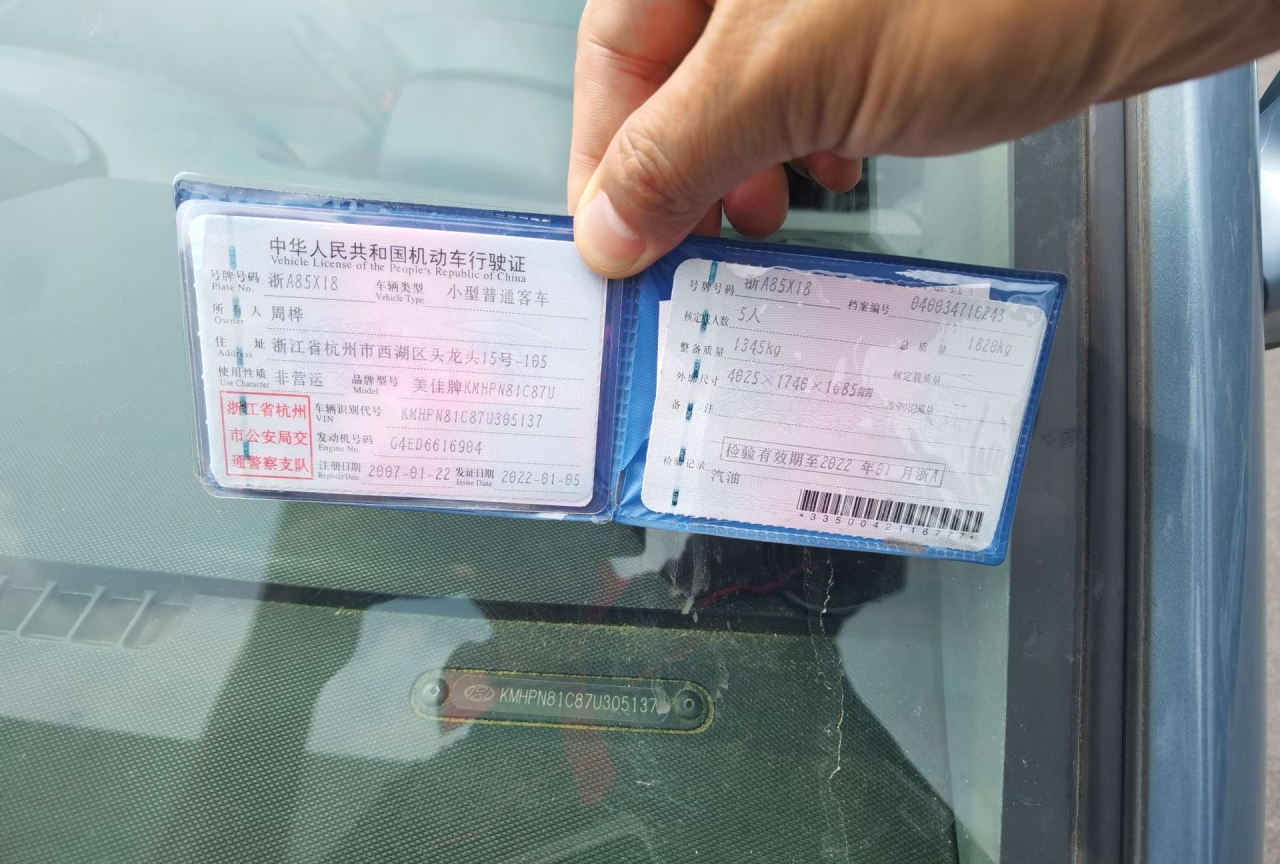 中华人民共和国机动车行驶证
Vehicle License of the People's Republic of China
号牌号码 浙A85X18 车辆类型 小型普通客车
Plate No. Vehicle Type
所有人 周桦
Owner
住址 浙江省杭州市西湖区头龙头15号-105
Address
使用性质 非营运 品牌型号 美佳牌KMHPN81C87U
Use Character Model
浙江省杭州
市公安局交
通警察支队
车辆识别代号 KMHPN81C87U305137
VIN
发动机号码 G4ED6616904
Engine No.
注册日期 2007-01-22 发证日期 2022-01-05
Register Date Issue Date
号牌号码 浙A85X18 档案编号 040034716243
核定载人数 5人 总质量 1820kg
整备质量 1345kg 核定载质量 --
外廓尺寸 4025×1740×1685mm 准牵引总质量 --
备注
检验有效期至2022年01月浙A
检验记录
汽油
*3350042116777*
KMHPN81C87U305137